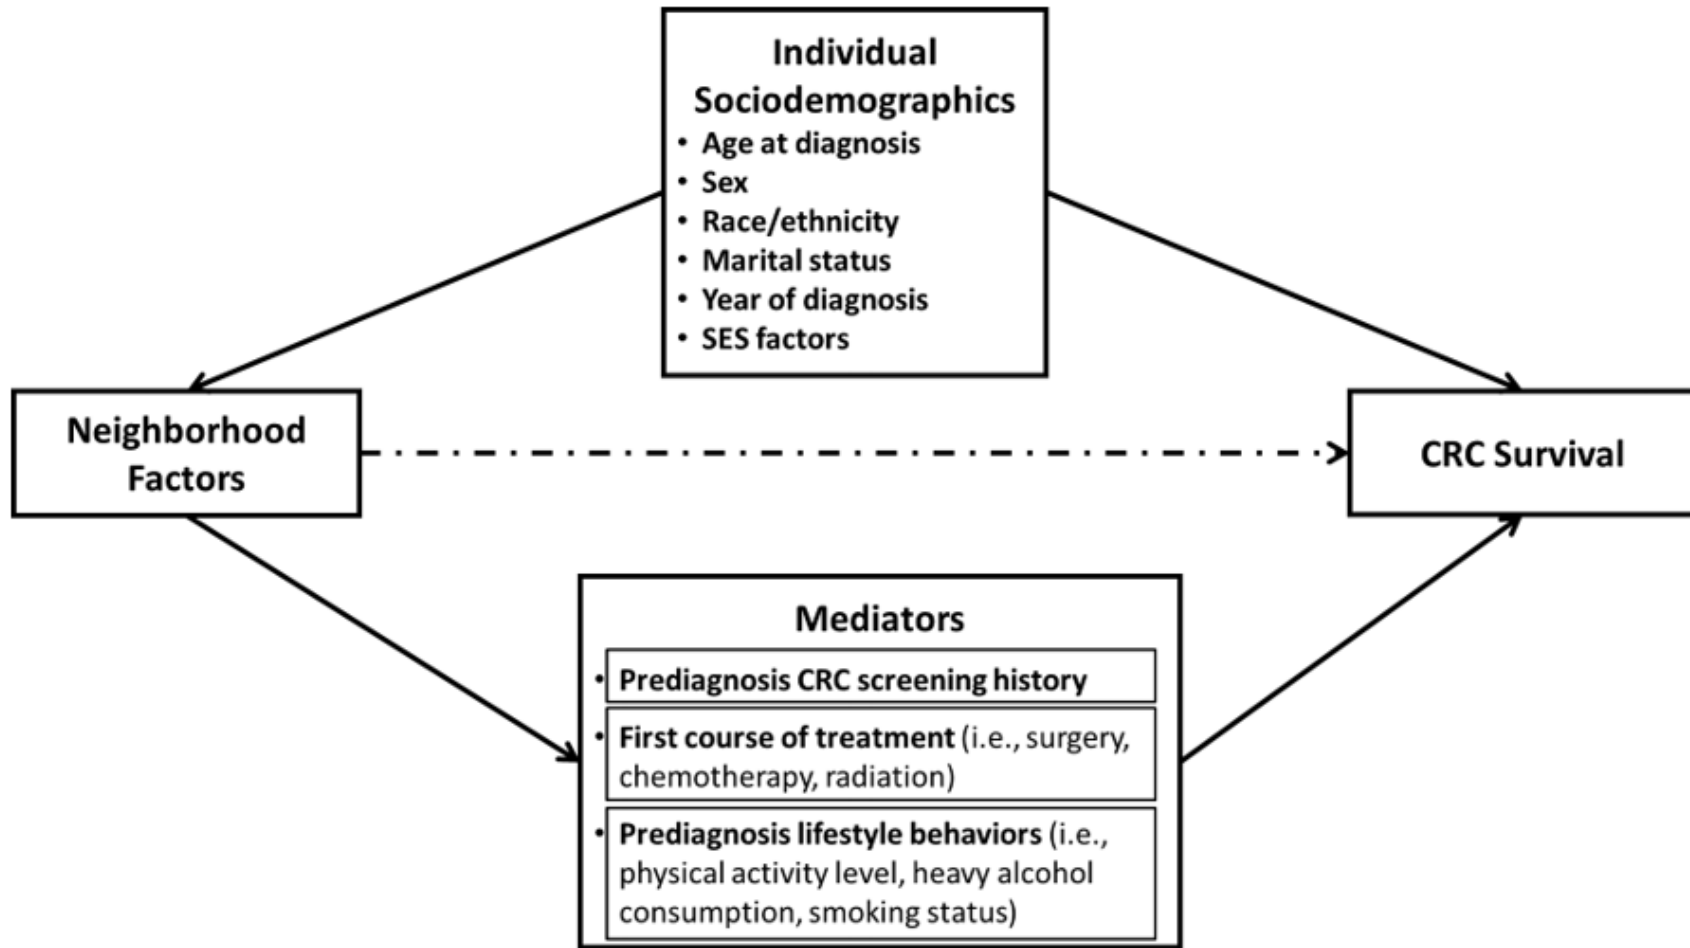 Individual
Sociodemographics
• Age at diagnosis
• Sex
• Race/ethnicity
• Marital status
• Year of diagnosis
• SES factors
Neighborhood
Factors
CRC Survival
Mediators
• Prediagnosis CRC screening history
• First course of treatment (i.e., surgery,
chemotherapy, radiation)
• Prediagnosis lifestyle behaviors (i.e.,
physical activity level, heavy alcohol
consumption, smoking status)